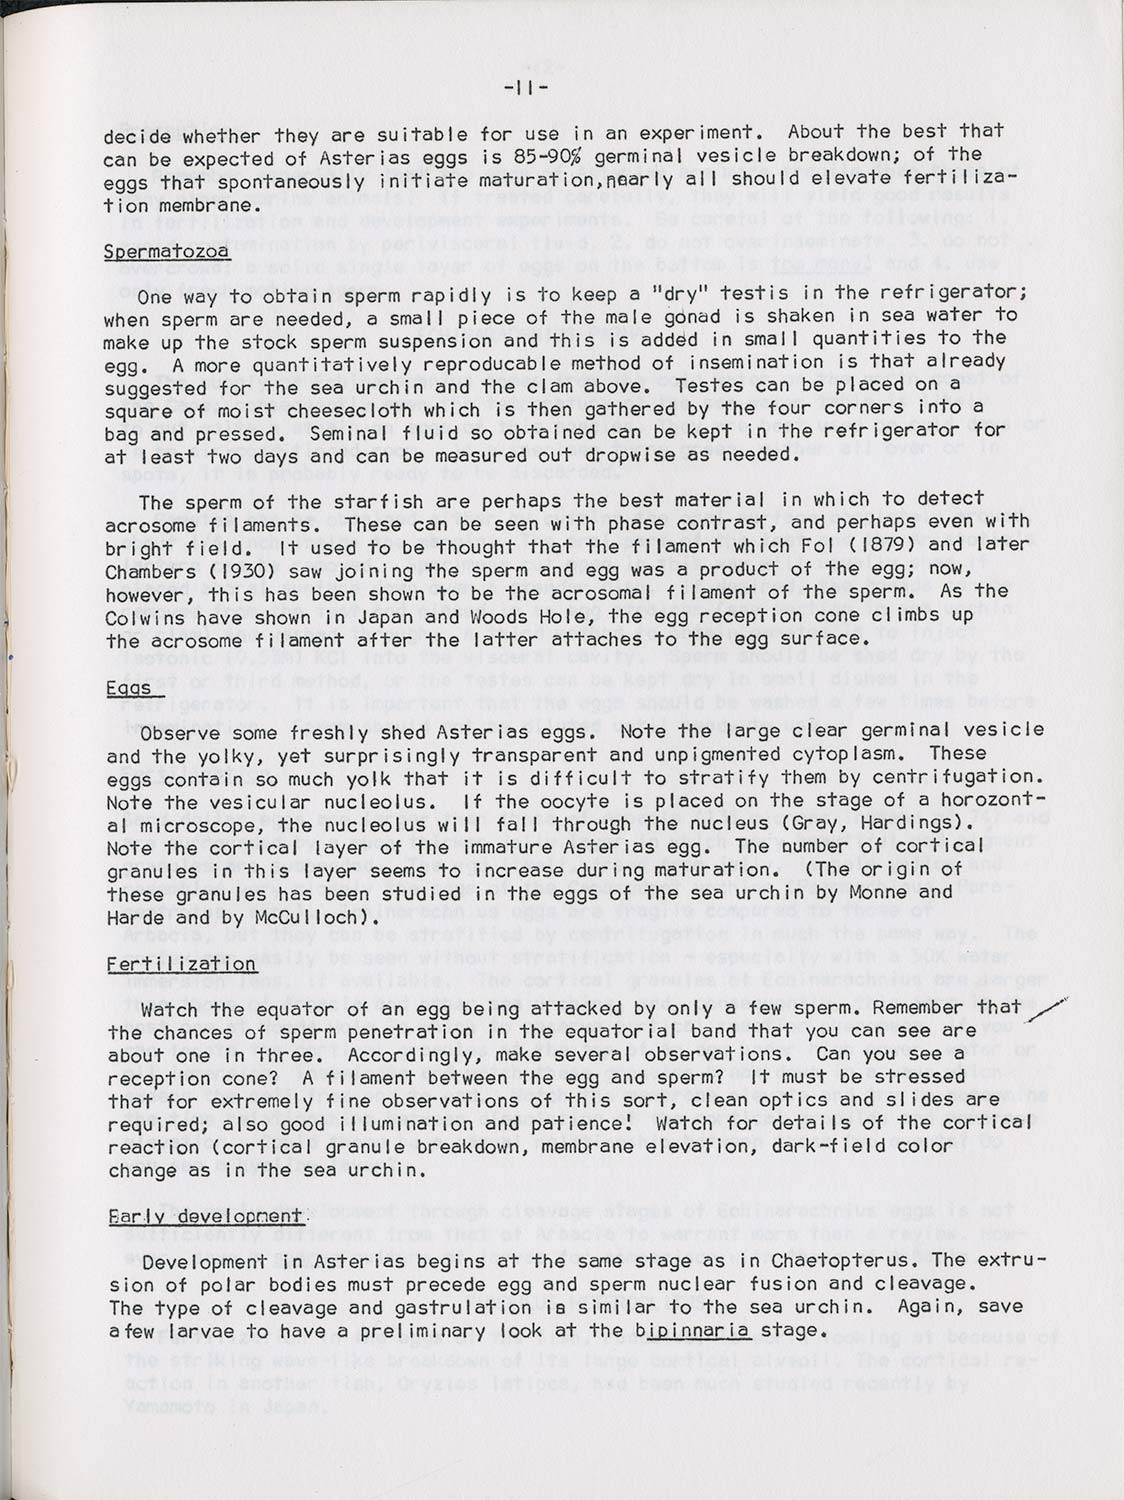 -11-
decide whether they are suitable for use in an experiment. About the best that
can be expected of Asterias eggs is 85-90% germinal vesicle breakdown; of the
eggs that spontaneously initiate maturation,nearly all should elevate fertiliza-
tion membrane.
Spermatozoa
One way to obtain sperm rapidly is to keep a "dry" testis in the refrigerator;
when sperm are needed, a small piece of the male gonad is shaken in sea water to
make up the stock sperm suspension and this is added in small quantities to the
egg. A more quantitatively reproducable method of insemination is that already
suggested for the sea urchin and the clam above. Testes can be placed on a
square of moist cheesecloth which is then gathered by the four corners into a
bag and pressed. Seminal fluid so obtained can be kept in the refrigerator for
at least two days and can be measured out dropwise as needed.
The sperm of the starfish are perhaps the best material in which to detect
acrosome filaments.. These can be seen with phase contrast, and perhaps even with
bright field. It used to be thought that the filament which Fol (1879) and later
Chambers (1930) saw joining the sperm and egg was a product of the egg; now,
however, this has been shown to be the acrosomal filament of the sperm. As the
Colwins have shown in Japan and Woods Hole, the egg reception cone climbs up
the acrosome filament after the latter attaches to the egg surface.
Eggs
Observe some freshly shed Asterias eggs. Note the large clear germinal vesicle
and the yolky, yet surprisingly transparent and unpigmented cytoplasm. These
eggs contain so much yolk that it is difficult to stratify them by centrifugation.
Note the vesicular nucleolus. If the oocyte is placed on the stage of a horozont-
al microscope, the nucleolus will fall through the nucleus (Gray, Hardings).
Note the cortical layer of the immature Asterias egg. The number of cortical
granules in this layer seems to increase during maturation. (The origin of
these granules has been studied in the eggs of the sea urchin by Monne and
Harde and by McCulloch).
Fertilization
Watch the equator of an egg being attacked by only a few sperm. Remember that
the chances of sperm penetration in the equatorial band that you can see are
about one in three. Accordingly, make several observations. Can you see a
reception cone? A filament between the egg and sperm? It must be stressed
that for extremely fine observations of this sort, clean optics and slides are
required; also good illumination and patience! Watch for details of the cortical
reaction (cortical granule breakdown, membrane elevation, dark-field color
change as in the sea urchin.
Early development
Development in Asterias begins at the same stage as in Chaetopterus. The extru-
sion of polar bodies must precede egg and sperm nuclear fusion and cleavage.
The type of cleavage and gastrulation is similar to the sea urchin. Again, save
a few larvae to have a preliminary look at the bipinnaria stage.